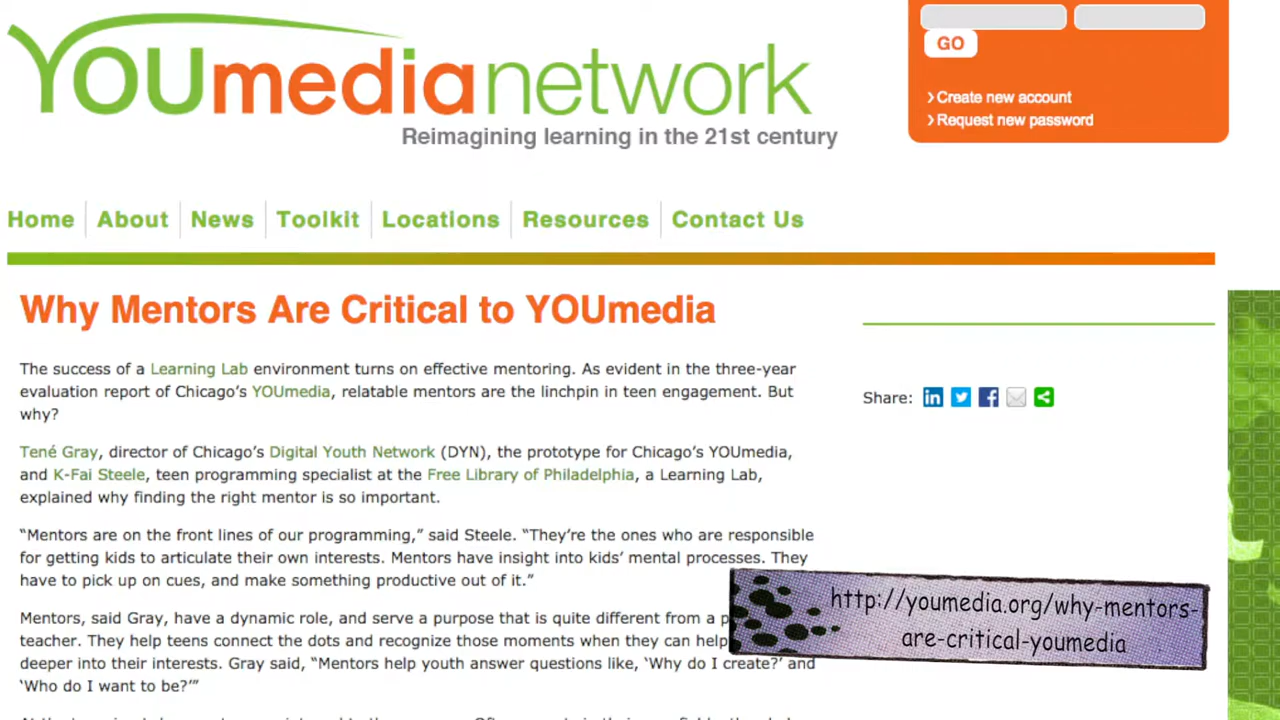 YOUmedianetwork
Reimagining learning in the 21st century
GO
›Create new account
›Request new password
Home
About
News
Toolkit
Locations
Resources
Contact Us
Why Mentors Are Critical to YOUmedia
The success of a Learning Lab environment turns on effective mentoring. As evident in the three-year
evaluation report of Chicago’s YOUmedia, relatable mentors are the linchpin in teen engagement. But
why?
Share:
Tené Gray, director of Chicago’s Digital Youth Network (DYN), the prototype for Chicago’s YOUmedia,
and K-Fai Steele, teen programming specialist at the Free Library of Philadelphia, a Learning Lab,
explained why finding the right mentor is so important.
“Mentors are on the front lines of our programming,” said Steele. “They’re the ones who are responsible
for getting kids to articulate their own interests. Mentors have insight into kids’ mental processes. They
have to pick up on cues, and make something productive out of it.”
Mentors, said Gray, have a dynamic role, and serve a purpose that is quite different from a
teacher. They help teens connect the dots and recognize those moments when they can help
deeper into their interests. Gray said, “Mentors help youth answer questions like, ‘Why do I create?’ and
‘Who do I want to be?’”
http://youmedia.org/why-mentors-
are-critical-youmedia